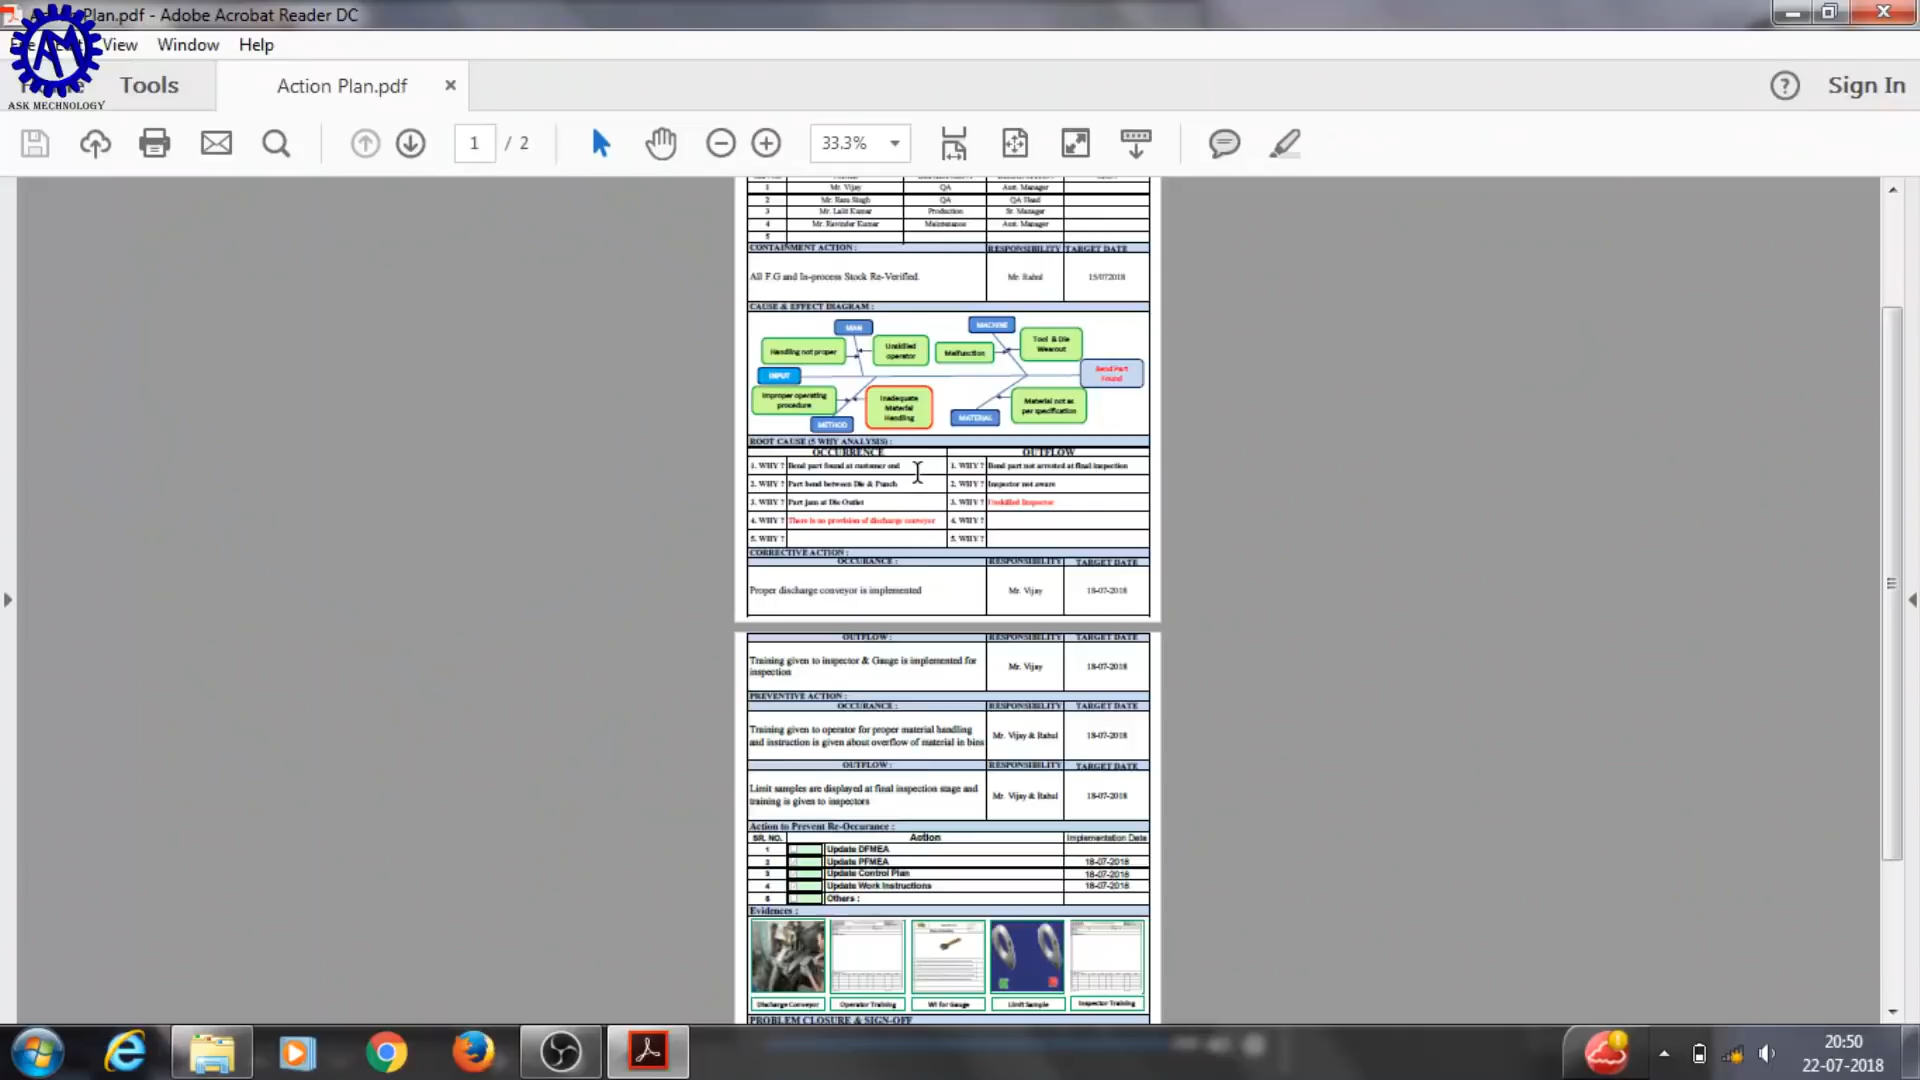 Plan.pdf - Adobe Acrobat Reader DC
View Window Help
Tools Action Plan.pdf Sign In
AM
ASK MECHNOLOGY
1 / 2 33.3%
1 Mr. Vijay QA Asst. Manager
2 Mr. Ram Singh QA QA Head
3 Mr. Lalit Kumar Production Sr. Manager
4 Mr. Ravinder Kumar Maintenance Asst. Manager
5
CONTAINMENT ACTION : RESPONSIBILITY TARGET DATE
All F.G and In-process Stock Re-Verified. Mr. Rahul 15/072018
CAUSE & EFFECT DIAGRAM :
MAN MACHINE
Handling not proper Unskilled operator Malfunction Tool & Die Wearout
INPUT Bend Part Found
Improper operating procedure Inadequate Material Handling Material not as per specification
METHOD MATERIAL
ROOT CAUSE (5 WHY ANALYSIS) :
OCCURRENCE OUTFLOW
1. WHY ? Bend part found at customer end 1. WHY ? Bend part not arrested at final inspection
2. WHY ? Part bend between Die & Punch 2. WHY ? Inspector not aware
3. WHY ? Part jam at Die Outlet 3. WHY ? Unskilled Inspector
4. WHY ? There is no provision of discharge conveyor 4. WHY ?
5. WHY ? 5. WHY ?
CORRECTIVE ACTION :
OCCURANCE : RESPONSIBILITY TARGET DATE
Proper discharge conveyor is implemented Mr. Vijay 18-07-2018
OUTFLOW : RESPONSIBILITY TARGET DATE
Training given to inspector & Gauge is implemented for
inspection Mr. Vijay 18-07-2018
PREVENTIVE ACTION :
OCCURANCE : RESPONSIBILITY TARGET DATE
Training given to operator for proper material handling
and instruction is given about overflow of material in bins Mr. Vijay & Rahul 18-07-2018
OUTFLOW : RESPONSIBILITY TARGET DATE
Limit samples are displayed at final inspection stage and
training is given to inspectors Mr. Vijay & Rahul 18-07-2018
Action to Prevent Re-Occurance :
SR. NO. Action Implementation Date
1 Update DFMEA
2 Update PFMEA 18-07-2018
3 Update Control Plan 18-07-2018
4 Update Work Instructions 18-07-2018
5 Others :
Evidences :
Discharge Conveyor Operator Training WI for Gauge Limit Sample Inspector Training
PROBLEM CLOSURE & SIGN-OFF
20:50
22-07-2018